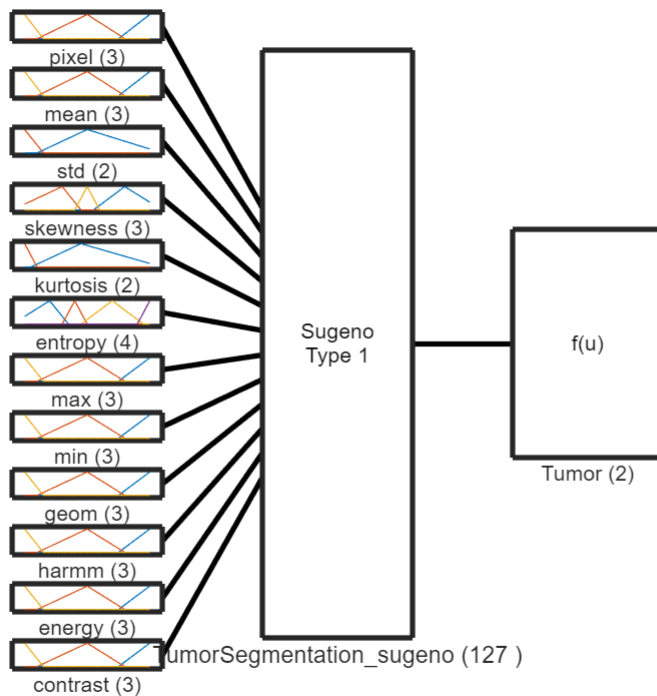 pixel (3)
mean (3)
std (2)
skewness (3)
kurtosis (2)
entropy (4)
max (3)
min (3)
geom (3)
harmm (3)
energy (3)
contrast (3)
Sugeno
Type 1
TumorSegmentation_sugeno (127 )
f(u)
Tumor (2)